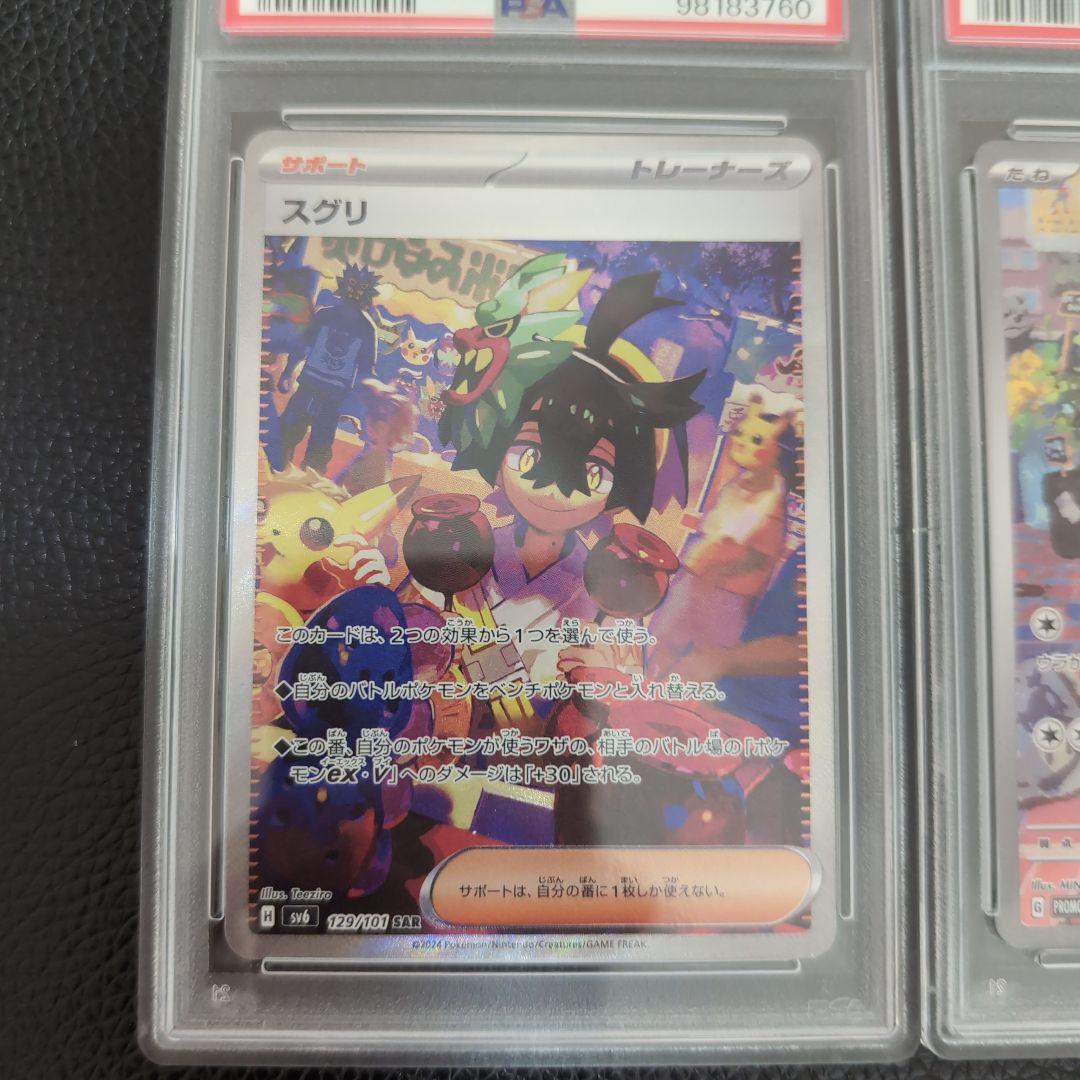 PSA
98183760
サポート
トレーナーズ
スグリ
このカードは、2つの効果から1つを選んで使う。
◆自分のバトルポケモンをベンチポケモンと入れ替える。
◆この番、自分のポケモンが使うワザの、相手のバトル場の「ポケ
モンex・V」へのダメージは「+30」される。
サポートは、自分の番に1枚しか使えない。
Illus. Teeziro
H sv6 129/101 SAR
©2024 Pokémon/Nintendo/Creatures/GAME FREAK
たね
G PROMO